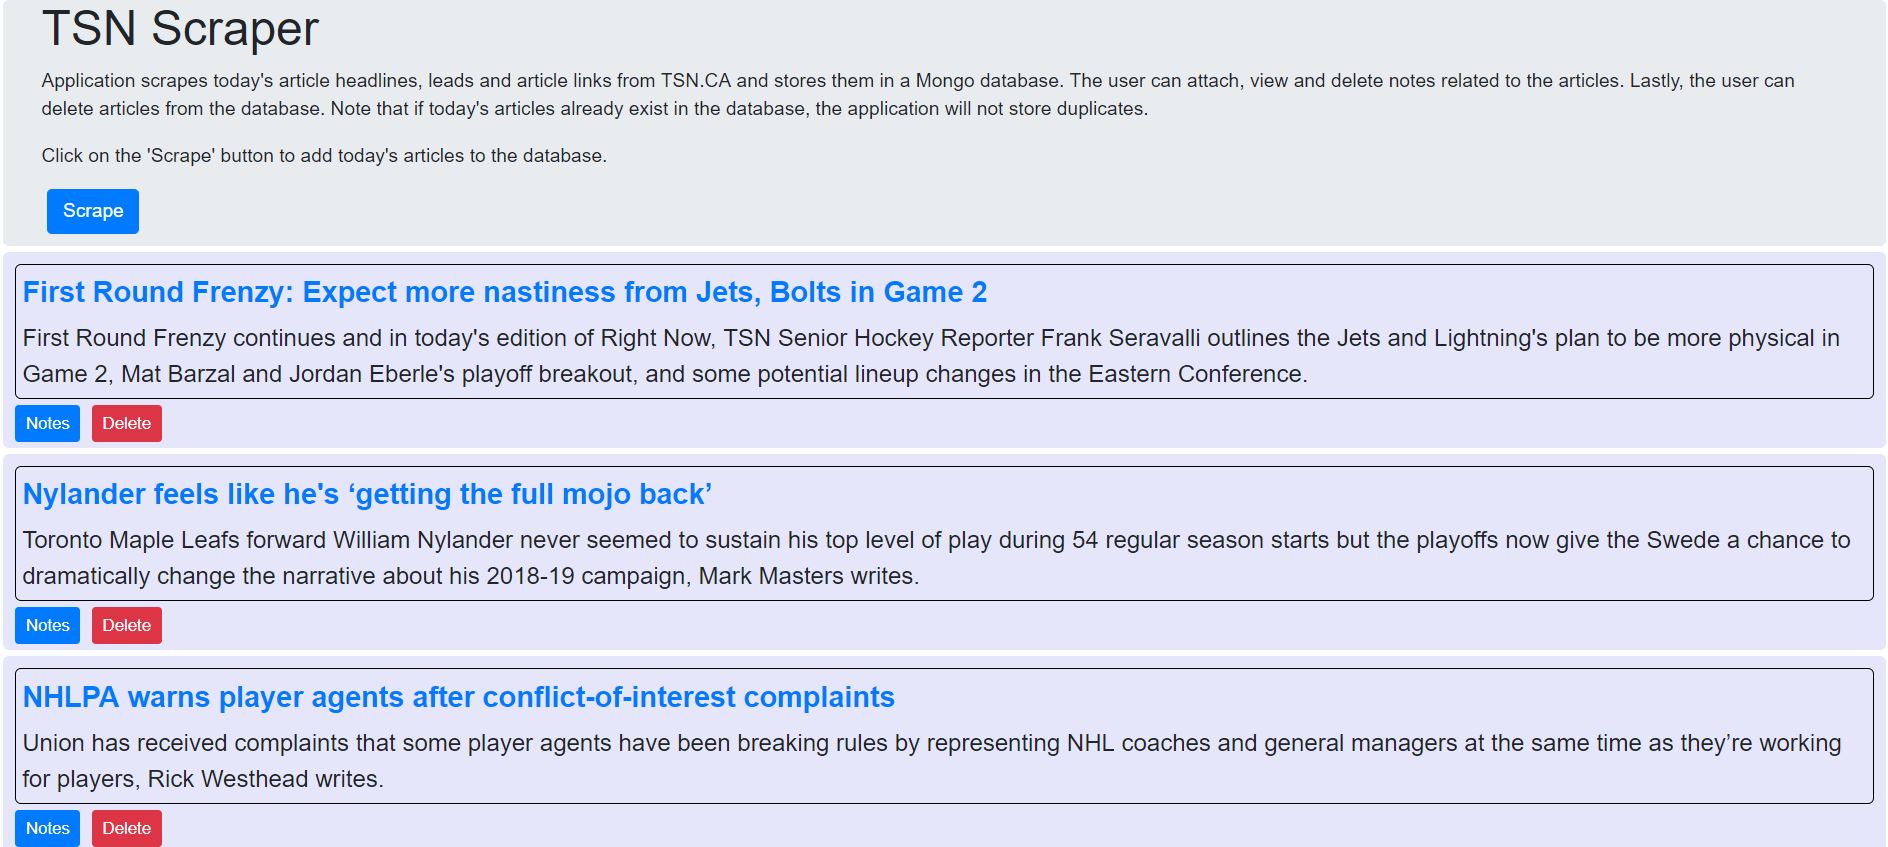 TSN Scraper
Application scrapes today's article headlines, leads and article links from TSN.CA and stores them in a Mongo database. The user can attach, view and delete notes related to the articles. Lastly, the user can
delete articles from the database. Note that if today's articles already exist in the database, the application will not store duplicates.
Click on the 'Scrape' button to add today's articles to the database.
Scrape
First Round Frenzy: Expect more nastiness from Jets, Bolts in Game 2
First Round Frenzy continues and in today's edition of Right Now, TSN Senior Hockey Reporter Frank Seravalli outlines the Jets and Lightning's plan to be more physical in
Game 2, Mat Barzal and Jordan Eberle's playoff breakout, and some potential lineup changes in the Eastern Conference.
Notes Delete
Nylander feels like he's ‘getting the full mojo back’
Toronto Maple Leafs forward William Nylander never seemed to sustain his top level of play during 54 regular season starts but the playoffs now give the Swede a chance to
dramatically change the narrative about his 2018-19 campaign, Mark Masters writes.
Notes Delete
NHLPA warns player agents after conflict-of-interest complaints
Union has received complaints that some player agents have been breaking rules by representing NHL coaches and general managers at the same time as they’re working
for players, Rick Westhead writes.
Notes Delete